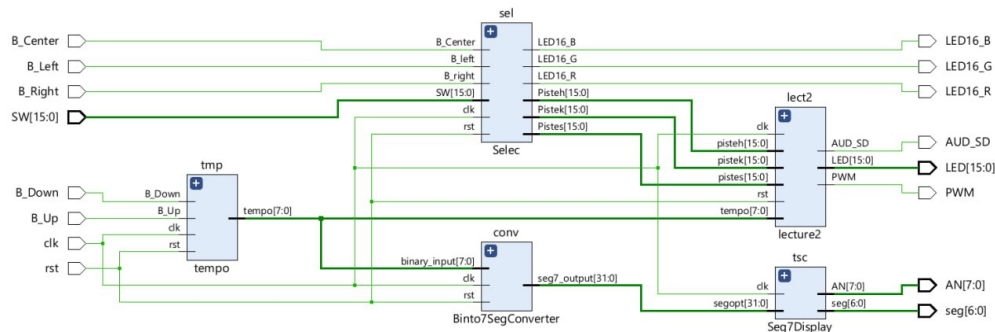 sel
B_Center
B_Left
B_Right
SW[15:0]
B_Center
B_left
B_right
SW[15:0]
clk
rst
LED16_B
LED16_G
LED16_R
Pisteh[15:0]
Pistek[15:0]
Pistes[15:0]
Selec
LED16_B
LED16_G
LED16_R
lect2
clk
pisteh[15:0]
pistek[15:0]
pistes[15:0]
rst
tempo[7:0]
AUD_SD
LED[15:0]
PWM
lecture2
AUD_SD
LED[15:0]
PWM
tmp
B_Down
B_Up
clk
rst
B_Down
B_Up
clk
rst
tempo[7:0]
tempo
conv
binary_input[7:0]
clk
rst
seg7_output[31:0]
Binto7SegConverter
tsc
clk
segopt[31:0]
AN[7:0]
seg[6:0]
Seg7Display
AN[7:0]
seg[6:0]